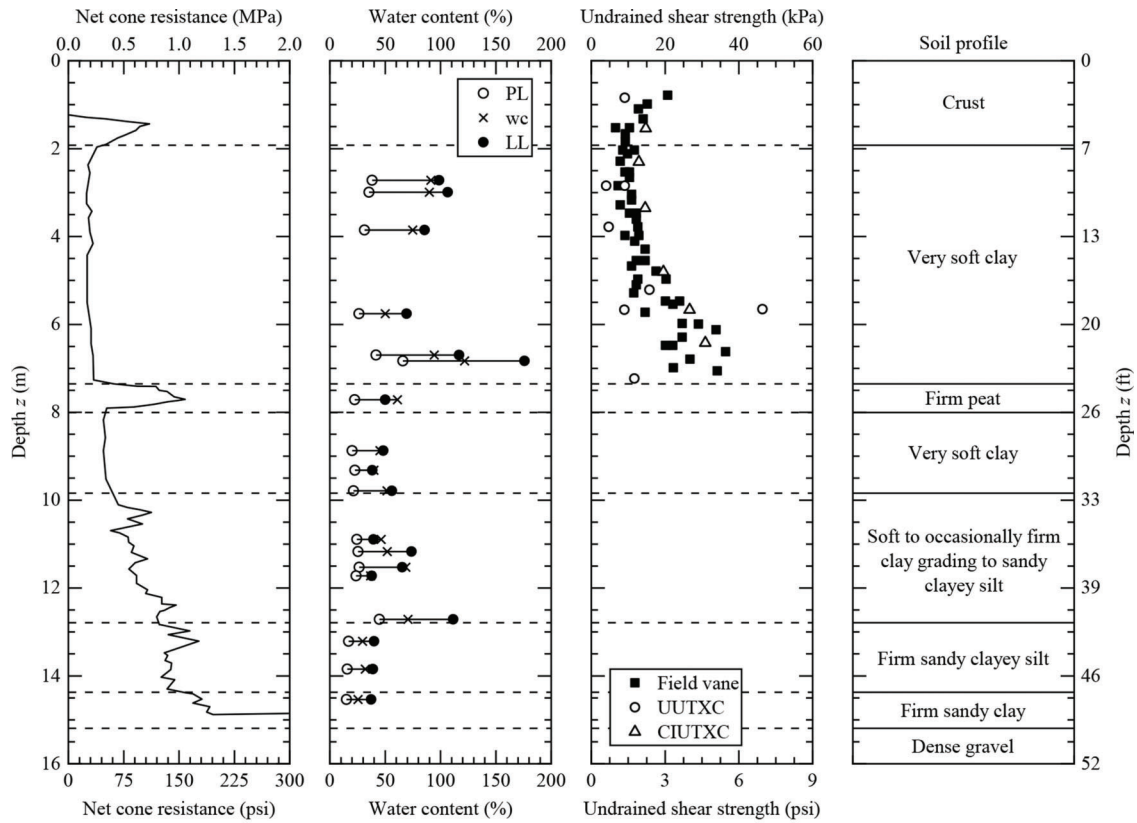 Net cone resistance (MPa)
0.0 0.5 1.0 1.5 2.0
Water content (%)
0 50 100 150 200
Undrained shear strength (kPa)
0 20 40 60
Soil profile
Depth z (m)
0
2
4
6
8
10
12
14
16
PL
wc
LL
Field vane
UUTXC
CIUTXC
Crust
Very soft clay
Firm peat
Very soft clay
Soft to occasionally firm
clay grading to sandy
clayey silt
Firm sandy clayey silt
Firm sandy clay
Dense gravel
0
7
13
20
26
33
39
46
52
Depth z (ft)
0 75 150 225 300
Net cone resistance (psi)
0 50 100 150 200
Water content (%)
0 3 6 9
Undrained shear strength (psi)